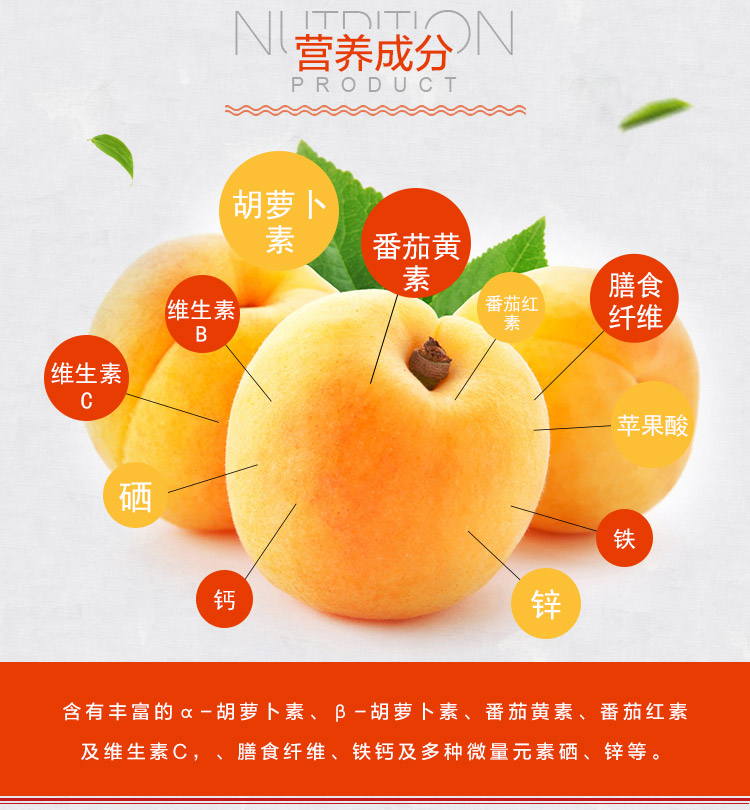 NUTRITION
营养成分
PRODUCT
胡萝卜
素
番茄黄
素
维生素
B
番茄红
素
膳食
纤维
维生素
C
苹果酸
硒
铁
钙
锌
含有丰富的α-胡萝卜素、β-胡萝卜素、番茄黄素、番茄红素
及维生素C，、膳食纤维、铁钙及多种微量元素硒、锌等。